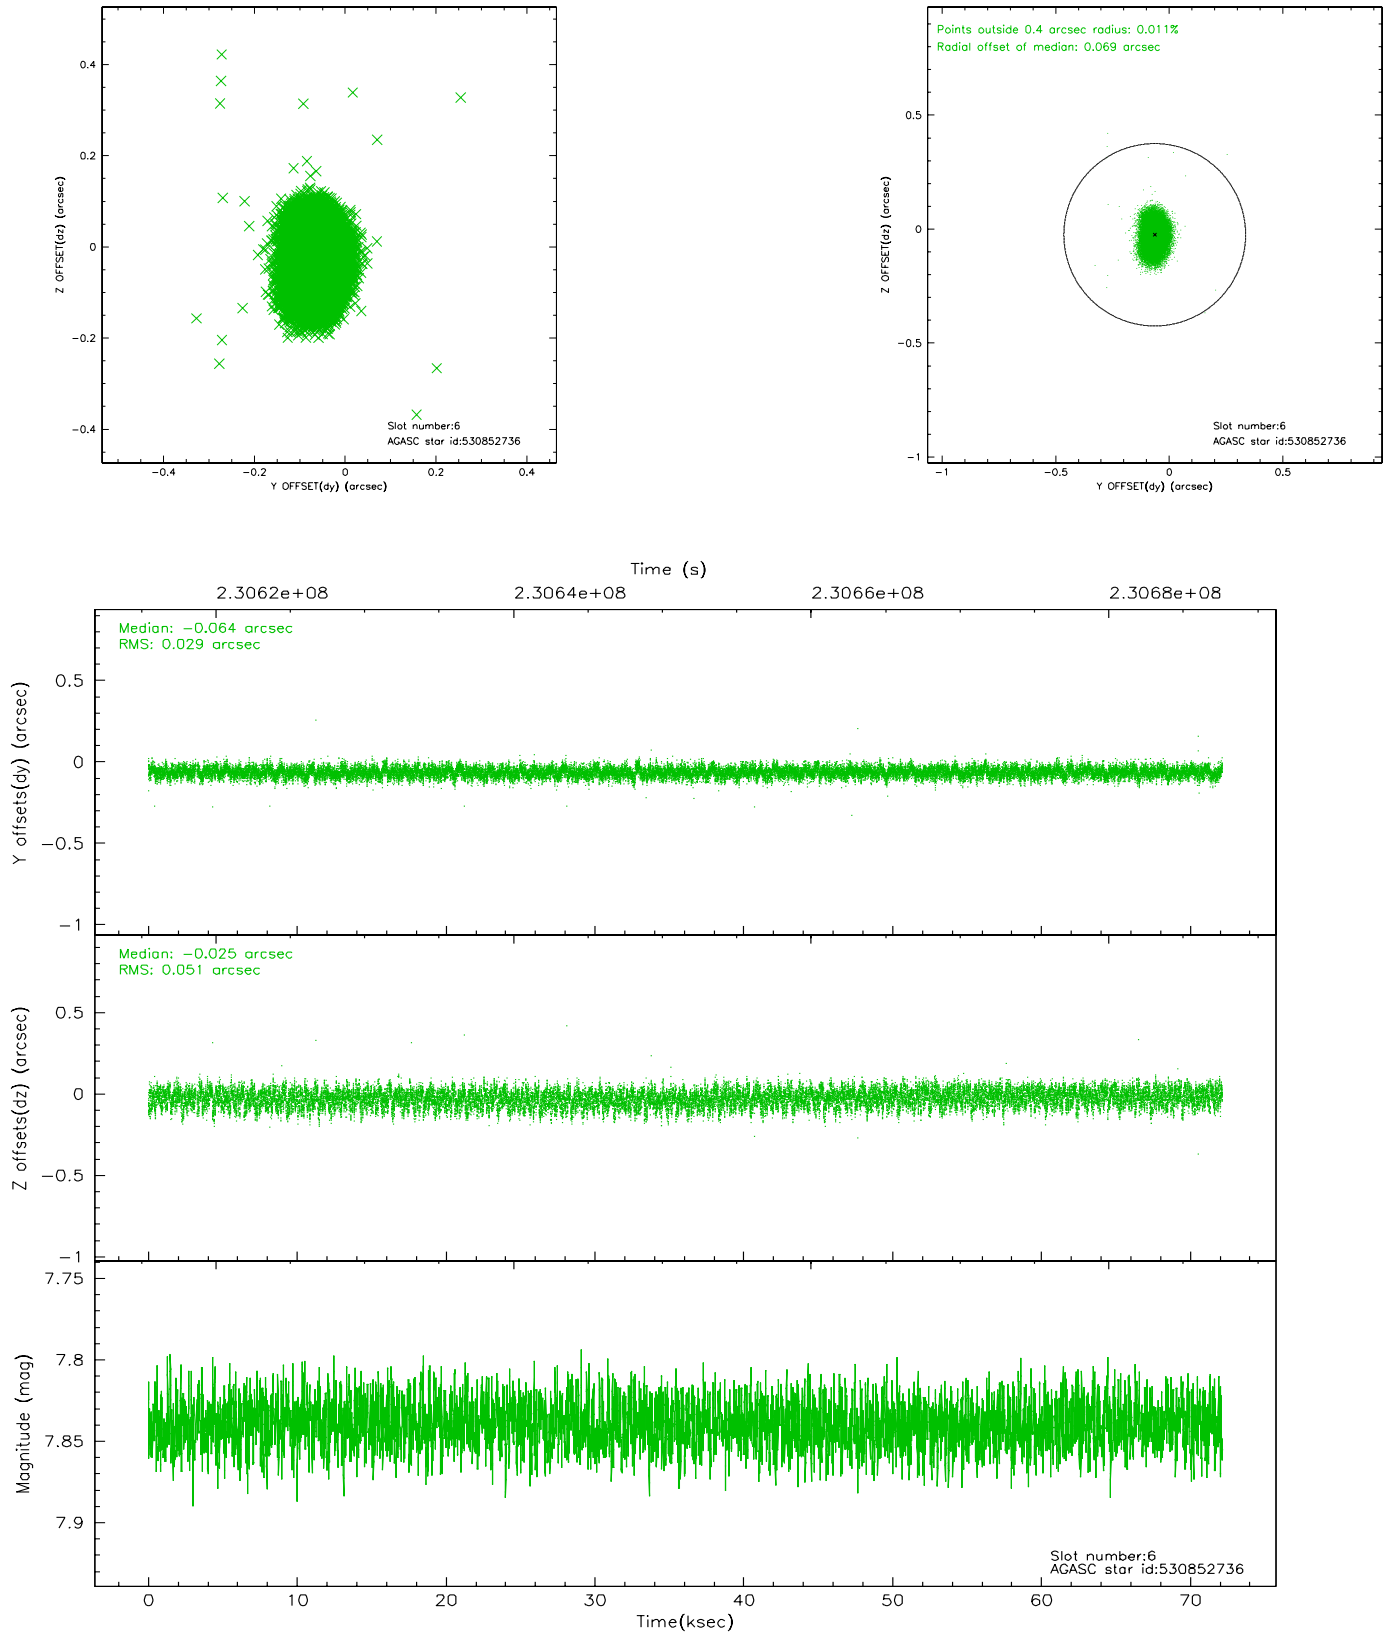 0.4
0.2
0
−0.2
−0.4
Z OFFSET(dz) (arcsec)
Slot number:6
AGASC star id:530852736
−0.4 −0.2 0 0.2 0.4
Y OFFSET(dy) (arcsec)
Points outside 0.4 arcsec radius: 0.011%
Radial offset of median: 0.069 arcsec
0.5
0
−0.5
−1
Z OFFSET(dz) (arcsec)
Slot number:6
AGASC star id:530852736
−1 −0.5 0 0.5
Y OFFSET(dy) (arcsec)
Time (s)
2.3062e+08 2.3064e+08 2.3066e+08 2.3068e+08
Median: −0.064 arcsec
RMS: 0.029 arcsec
0.5
0
−0.5
−1
Y offsets(dy) (arcsec)
Median: −0.025 arcsec
RMS: 0.051 arcsec
0.5
0
−0.5
−1
Z offsets(dz) (arcsec)
7.75
7.8
7.85
7.9
Magnitude (mag)
Slot number:6
AGASC star id:530852736
0 10 20 30 40 50 60 70
Time(ksec)